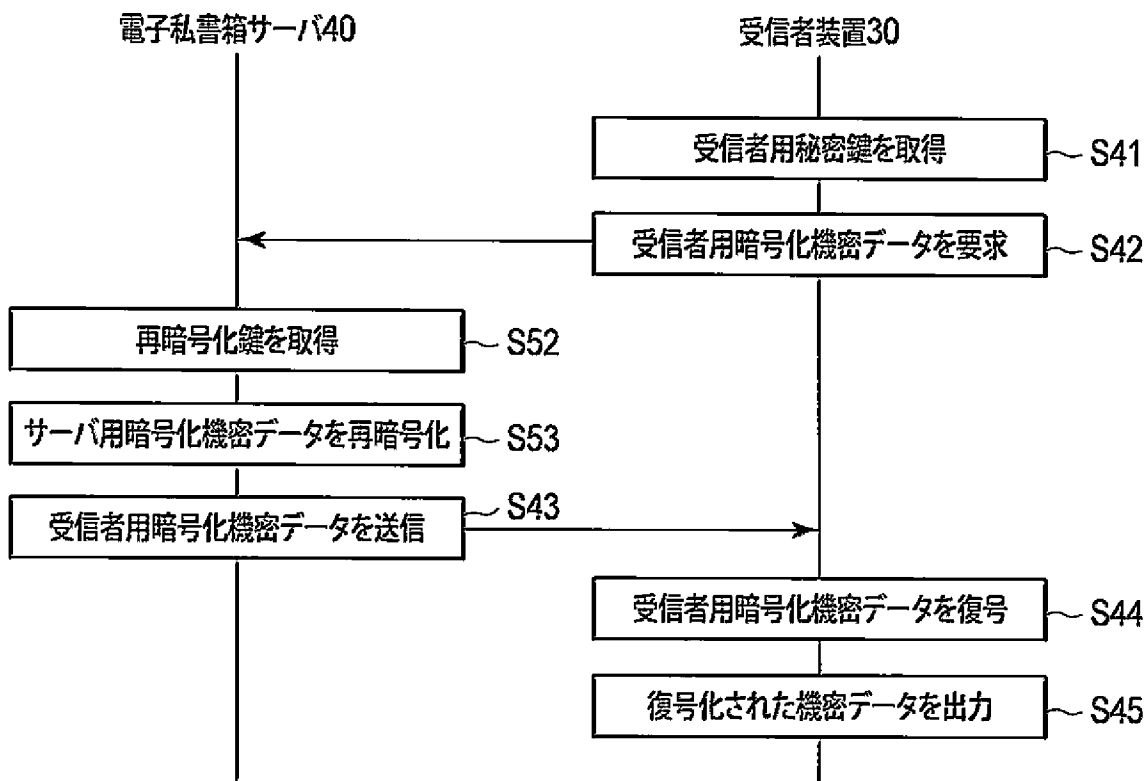 電子私書箱サーバ40
受信者装置30
受信者用秘密鍵を取得
S41
受信者用暗号化機密データを要求
S42
再暗号化鍵を取得
S52
サーバ用暗号化機密データを再暗号化
S53
受信者用暗号化機密データを送信
S43
受信者用暗号化機密データを復号
S44
復号化された機密データを出力
S45